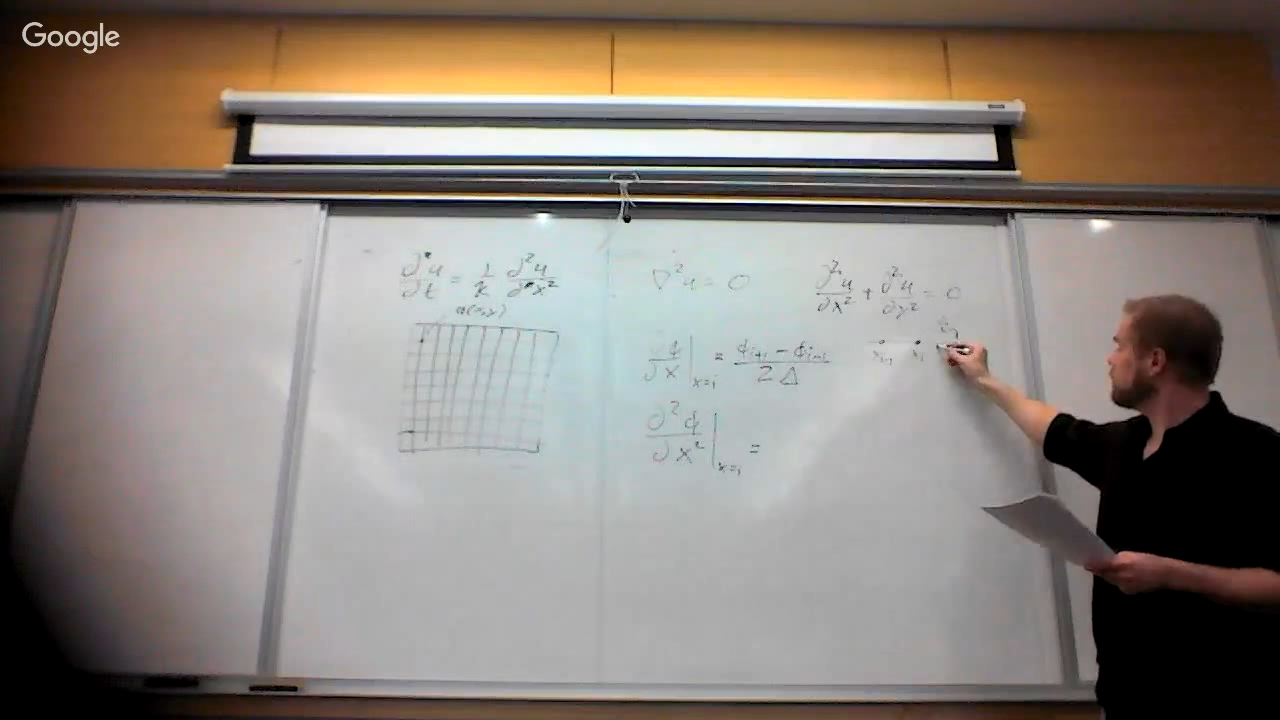 Google
∂u/∂t = 1/k ∂²u/∂x²
u(x,y)
∇²u = 0
∂²u/∂x² + ∂²u/∂y² = 0
∂ϕ/∂x |x=i = ϕi+1 − ϕi−1 / 2Δ
xi-1 xi
∂²ϕ/∂x² |x=i =